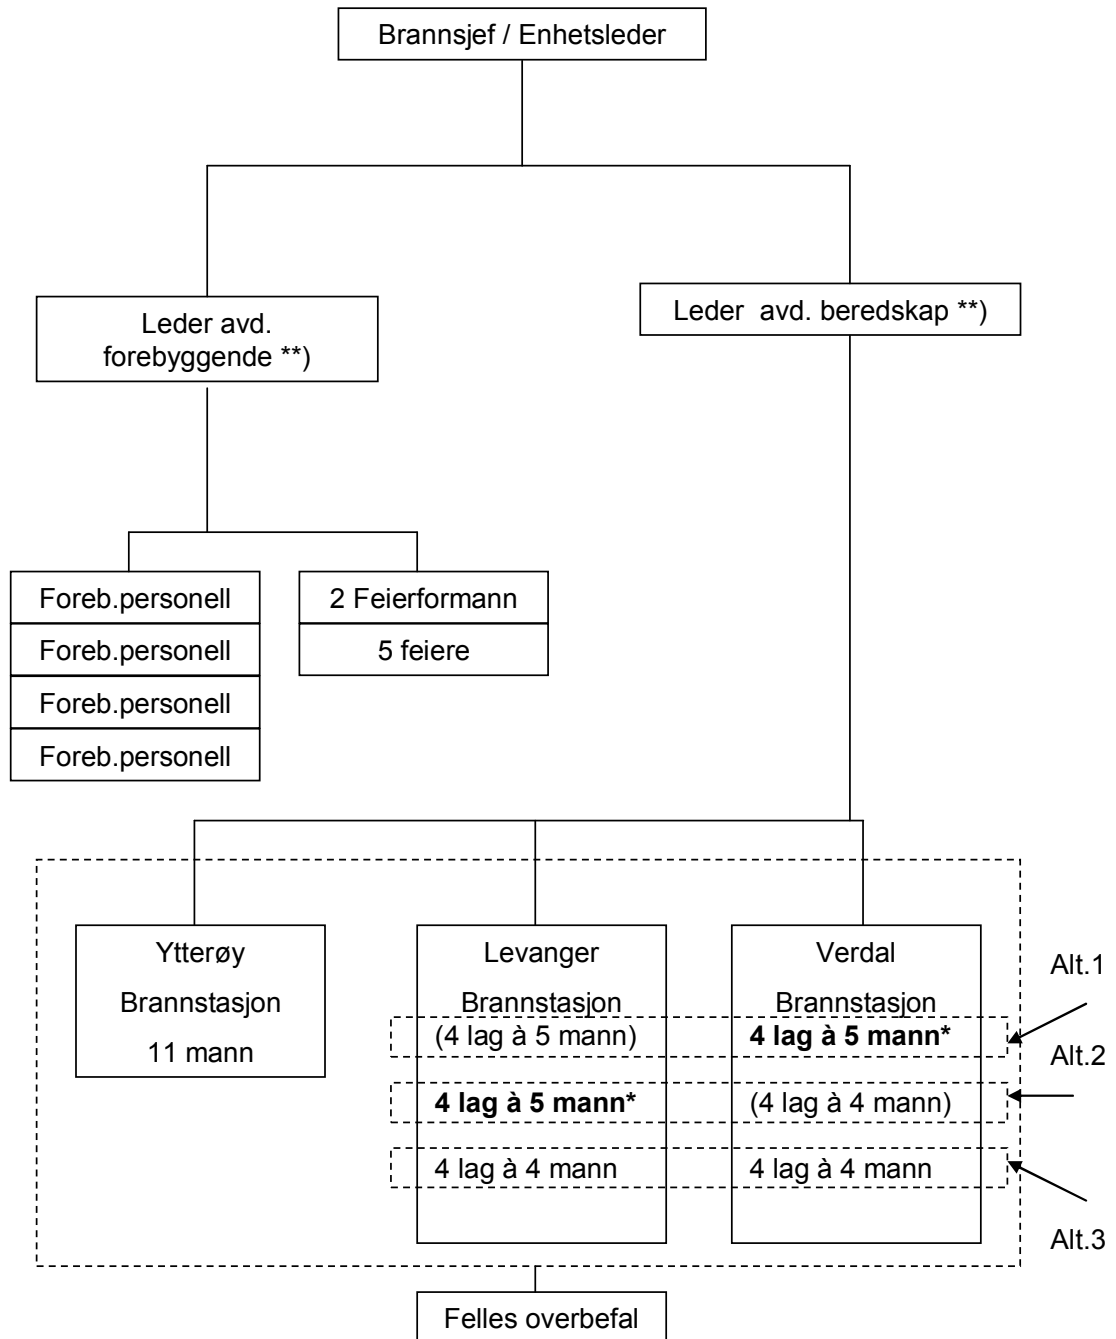 Brannsjef / Enhetsleder
Leder avd.
forebyggende **)
Leder  avd. beredskap **)
Foreb.personell
Foreb.personell
Foreb.personell
Foreb.personell
2 Feierformann
5 feiere
Ytterøy
Brannstasjon
11 mann
Levanger
Brannstasjon
(4 lag à 5 mann)
4 lag à 5 mann*
4 lag à 4 mann
Verdal
Brannstasjon
4 lag à 5 mann*
(4 lag à 4 mann)
4 lag à 4 mann
Alt.1
Alt.2
Alt.3
Felles overbefal